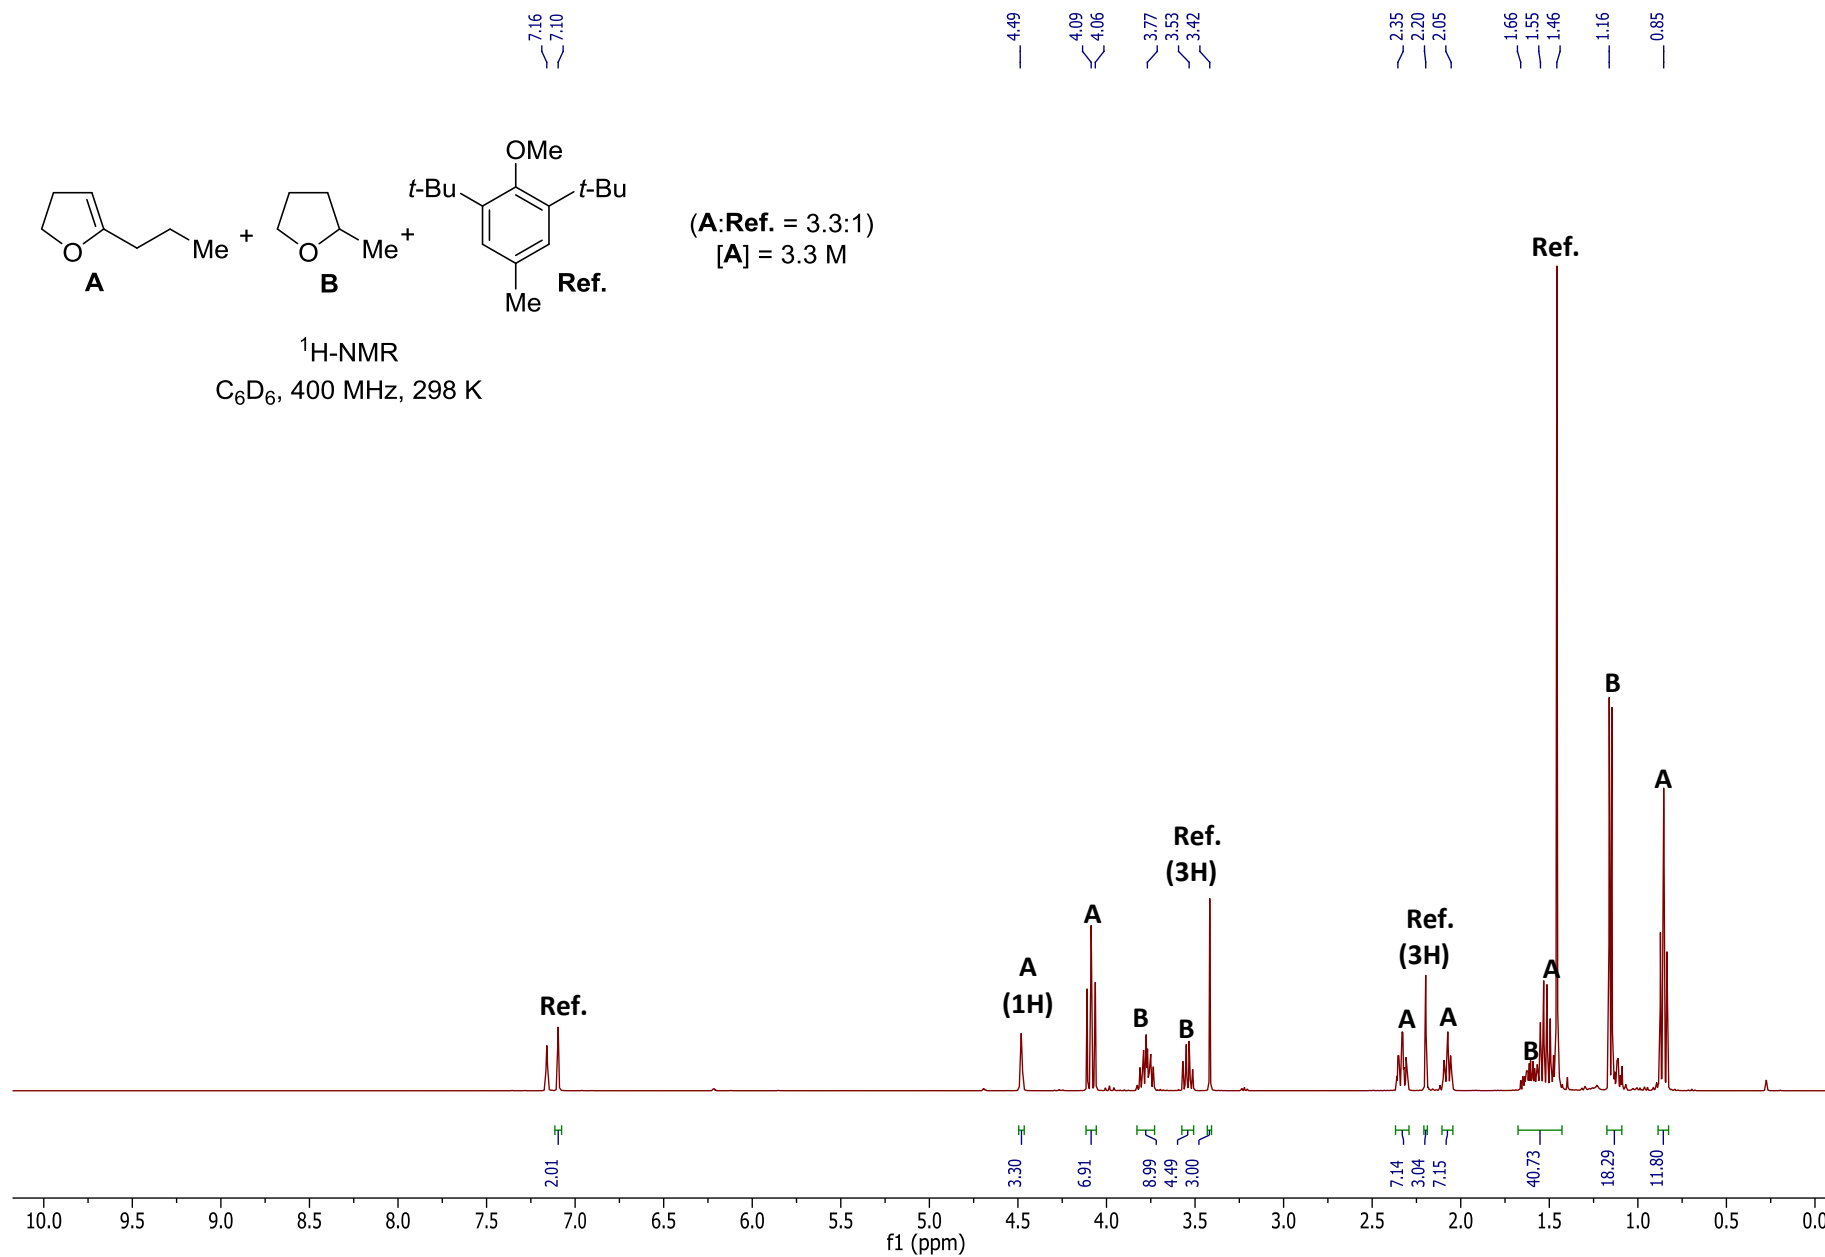 7.16 7.10 4.49 4.09 4.06 3.77 3.53 3.42 2.35 2.20 2.05 1.66 1.55 1.46 1.16 0.85
OMe
t-Bu t-Bu
O Me + O Me + Me
A B Ref.
(A:Ref. = 3.3:1)
[A] = 3.3 M
¹H-NMR
C₆D₆, 400 MHz, 298 K
Ref.
B
A
Ref.
(3H)
A
Ref.
(3H)
A
(1H)
Ref.
B
B
A
A
B
A
2.01 3.30 6.91 8.99 4.49 3.00 7.14 3.04 7.15 40.73 18.29 11.80
10.0 9.5 9.0 8.5 8.0 7.5 7.0 6.5 6.0 5.5 5.0 4.5 4.0 3.5 3.0 2.5 2.0 1.5 1.0 0.5 0.0
f1 (ppm)